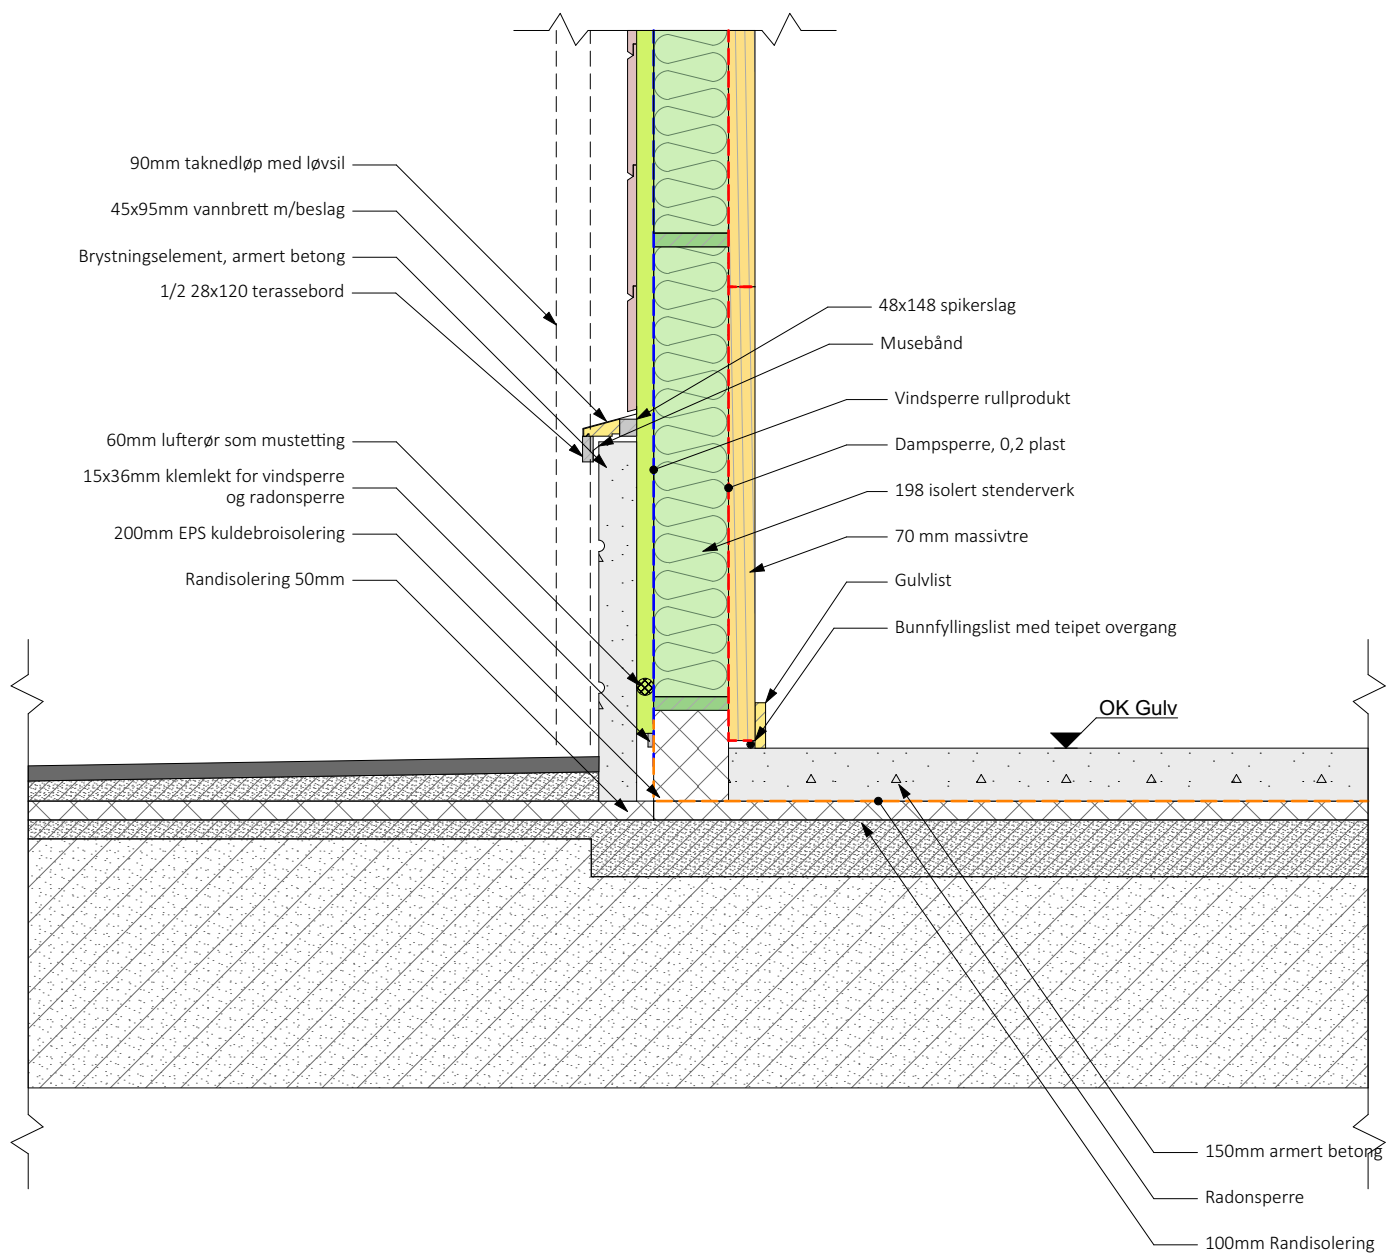 90mm taknedløp med løvsil
45x95mm vannbrett m/beslag
Brystningselement, armert betong
1/2 28x120 terassebord
60mm lufterør som mustetting
15x36mm klemlekt for vindsperre
og radonsperre
200mm EPS kuldebroisolering
Randisolering 50mm
48x148 spikerslag
Musebånd
Vindsperre rullprodukt
Dampsperre, 0,2 plast
198 isolert stenderverk
70 mm massivtre
Gulvlist
Bunnfyllingslist med teipet overgang
OK Gulv
150mm armert betong
Radonsperre
100mm Randisolering